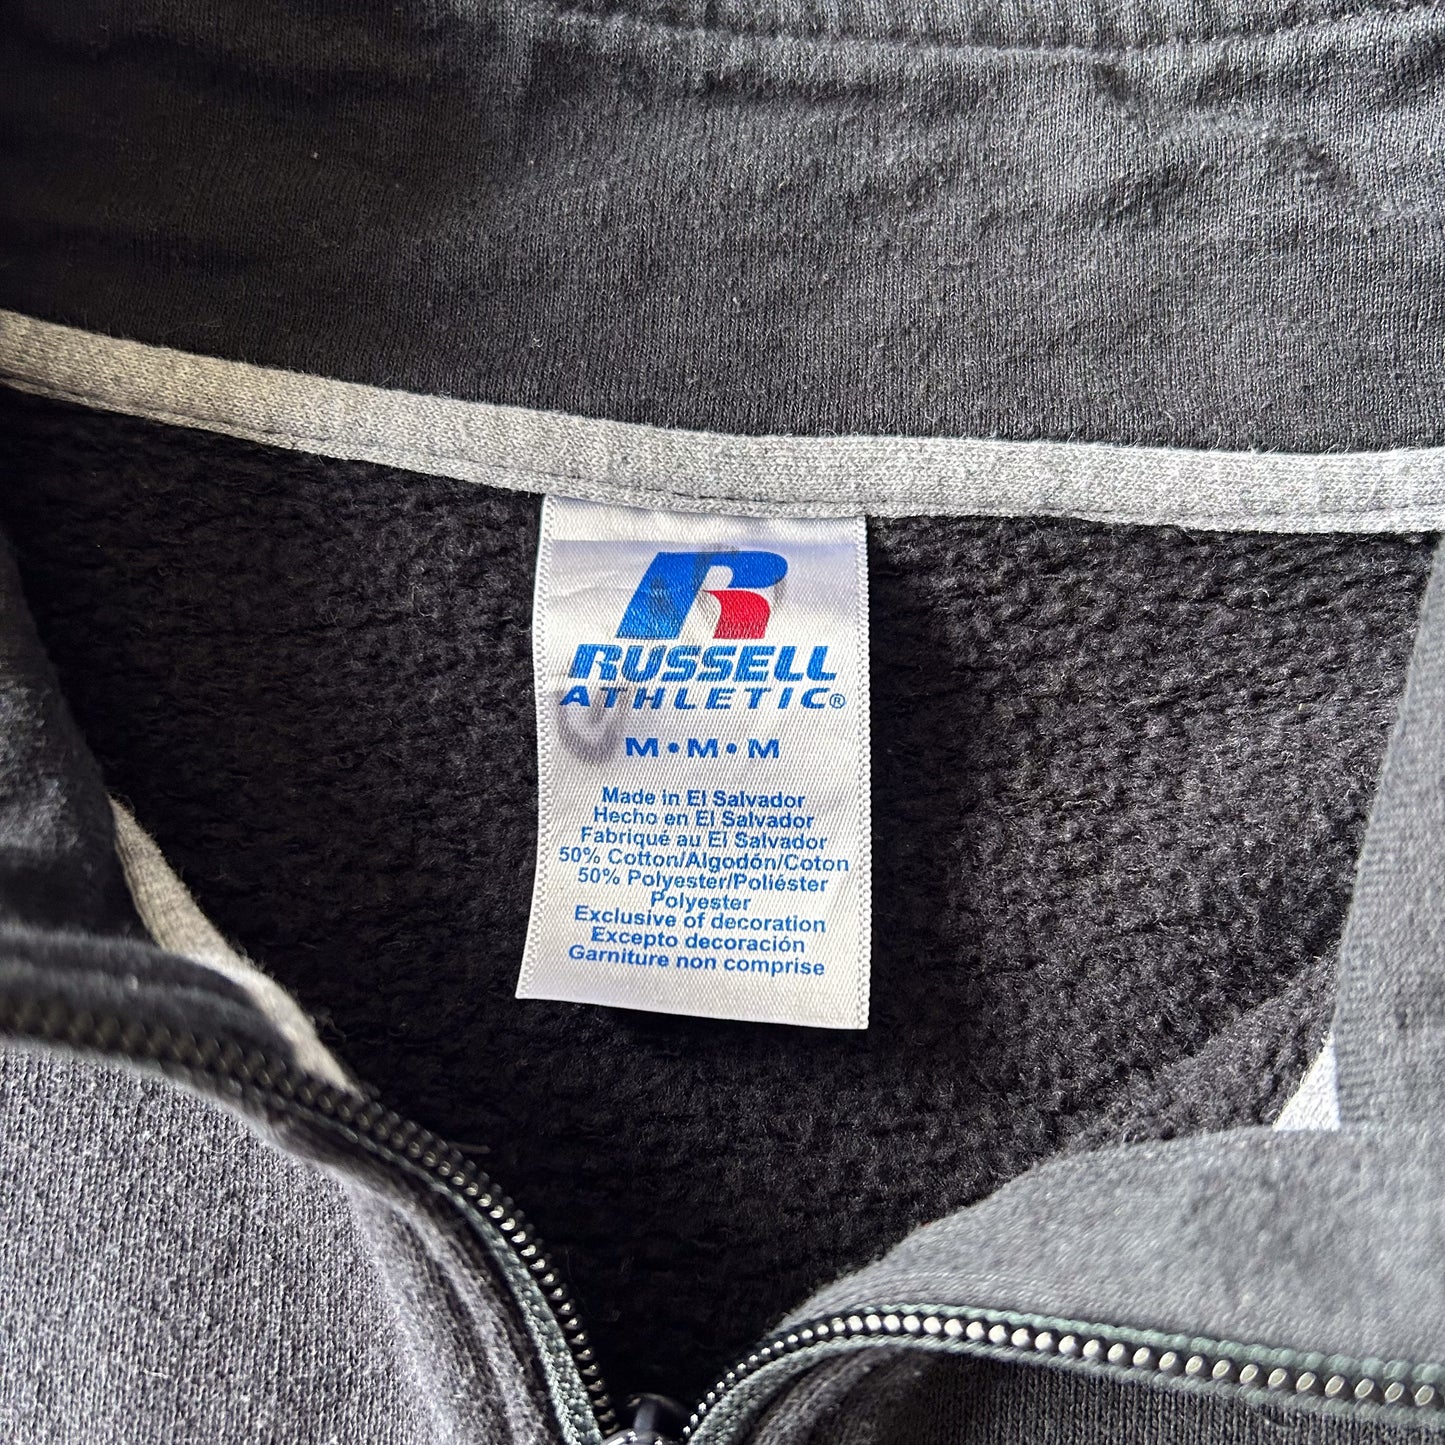 R
RUSSELL
ATHLETIC®
M • M • M
Made in El Salvador
Hecho en El Salvador
Fabriqué au El Salvador
50% Cotton/Algodón/Coton
50% Polyester/Poliéster
Polyester
Exclusive of decoration
Excepto decoración
Garniture non comprise